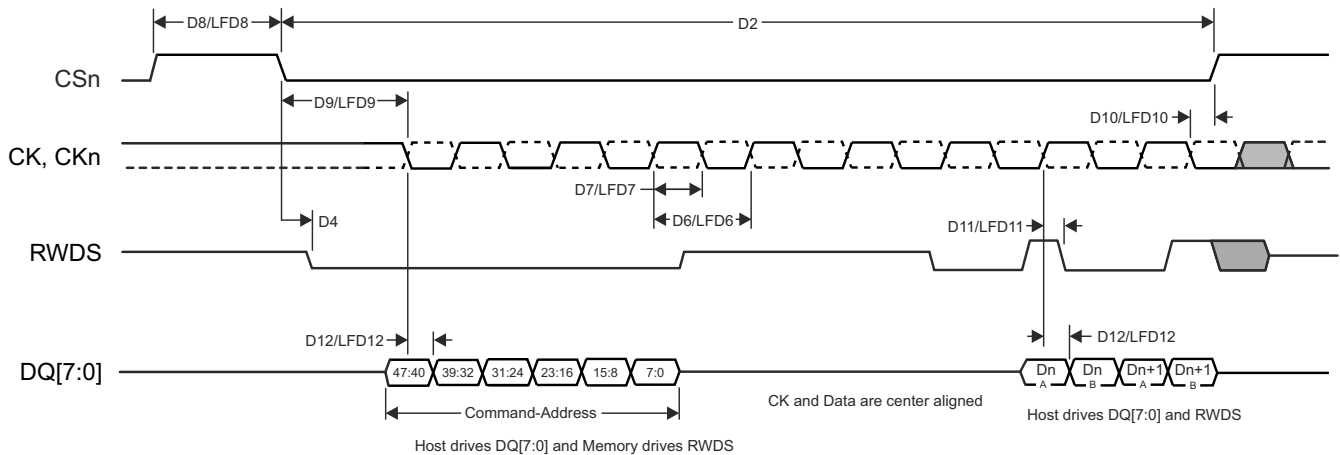 D8/LFD8
D2
CSn
D9/LFD9
D10/LFD10
CK, CKn
D7/LFD7
D6/LFD6
D4
D11/LFD11
RWDS
D12/LFD12
D12/LFD12
DQ[7:0]
47:40 39:32 31:24 23:16 15:8 7:0
Dn A Dn B Dn+1 A Dn+1 B
Command-Address
CK and Data are center aligned
Host drives DQ[7:0] and RWDS
Host drives DQ[7:0] and Memory drives RWDS